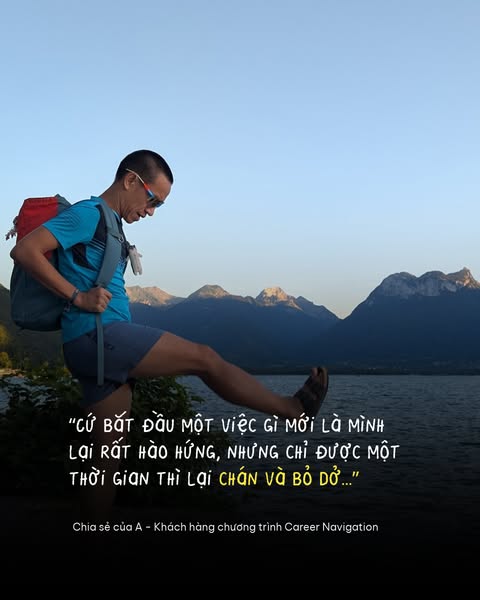 “CỨ BẮT ĐẦU MỘT VIỆC GÌ MỚI LÀ MÌNH
LẠI RẤT HÀO HỨNG, NHƯNG CHỈ ĐƯỢC MỘT
THỜI GIAN THÌ LẠI CHÁN VÀ BỎ DỞ...”
Chia sẻ của A - Khách hàng chương trình Career Navigation